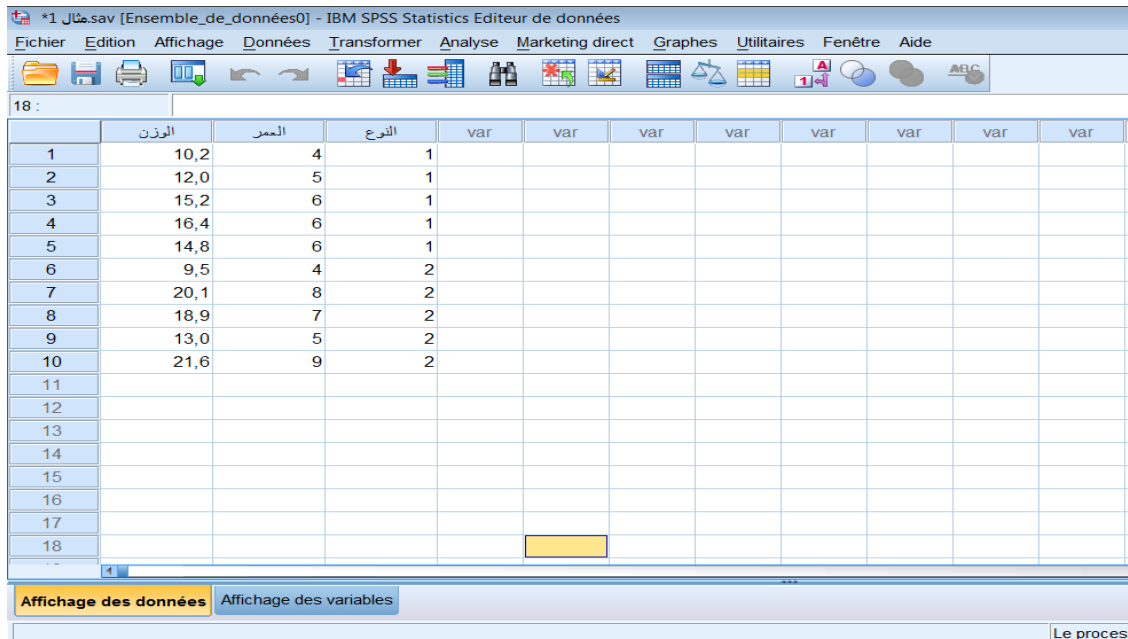 *مثال 1.sav [Ensemble_de_données0] - IBM SPSS Statistics Editeur de données
Fichier Edition Affichage Données Transformer Analyse Marketing direct Graphes Utilitaires Fenêtre Aide
18 :
الوزن العمر النوع var var var var var var var var
1 10,2 4 1
2 12,0 5 1
3 15,2 6 1
4 16,4 6 1
5 14,8 6 1
6 9,5 4 2
7 20,1 8 2
8 18,9 7 2
9 13,0 5 2
10 21,6 9 2
11
12
13
14
15
16
17
18
Affichage des données Affichage des variables
Le proces